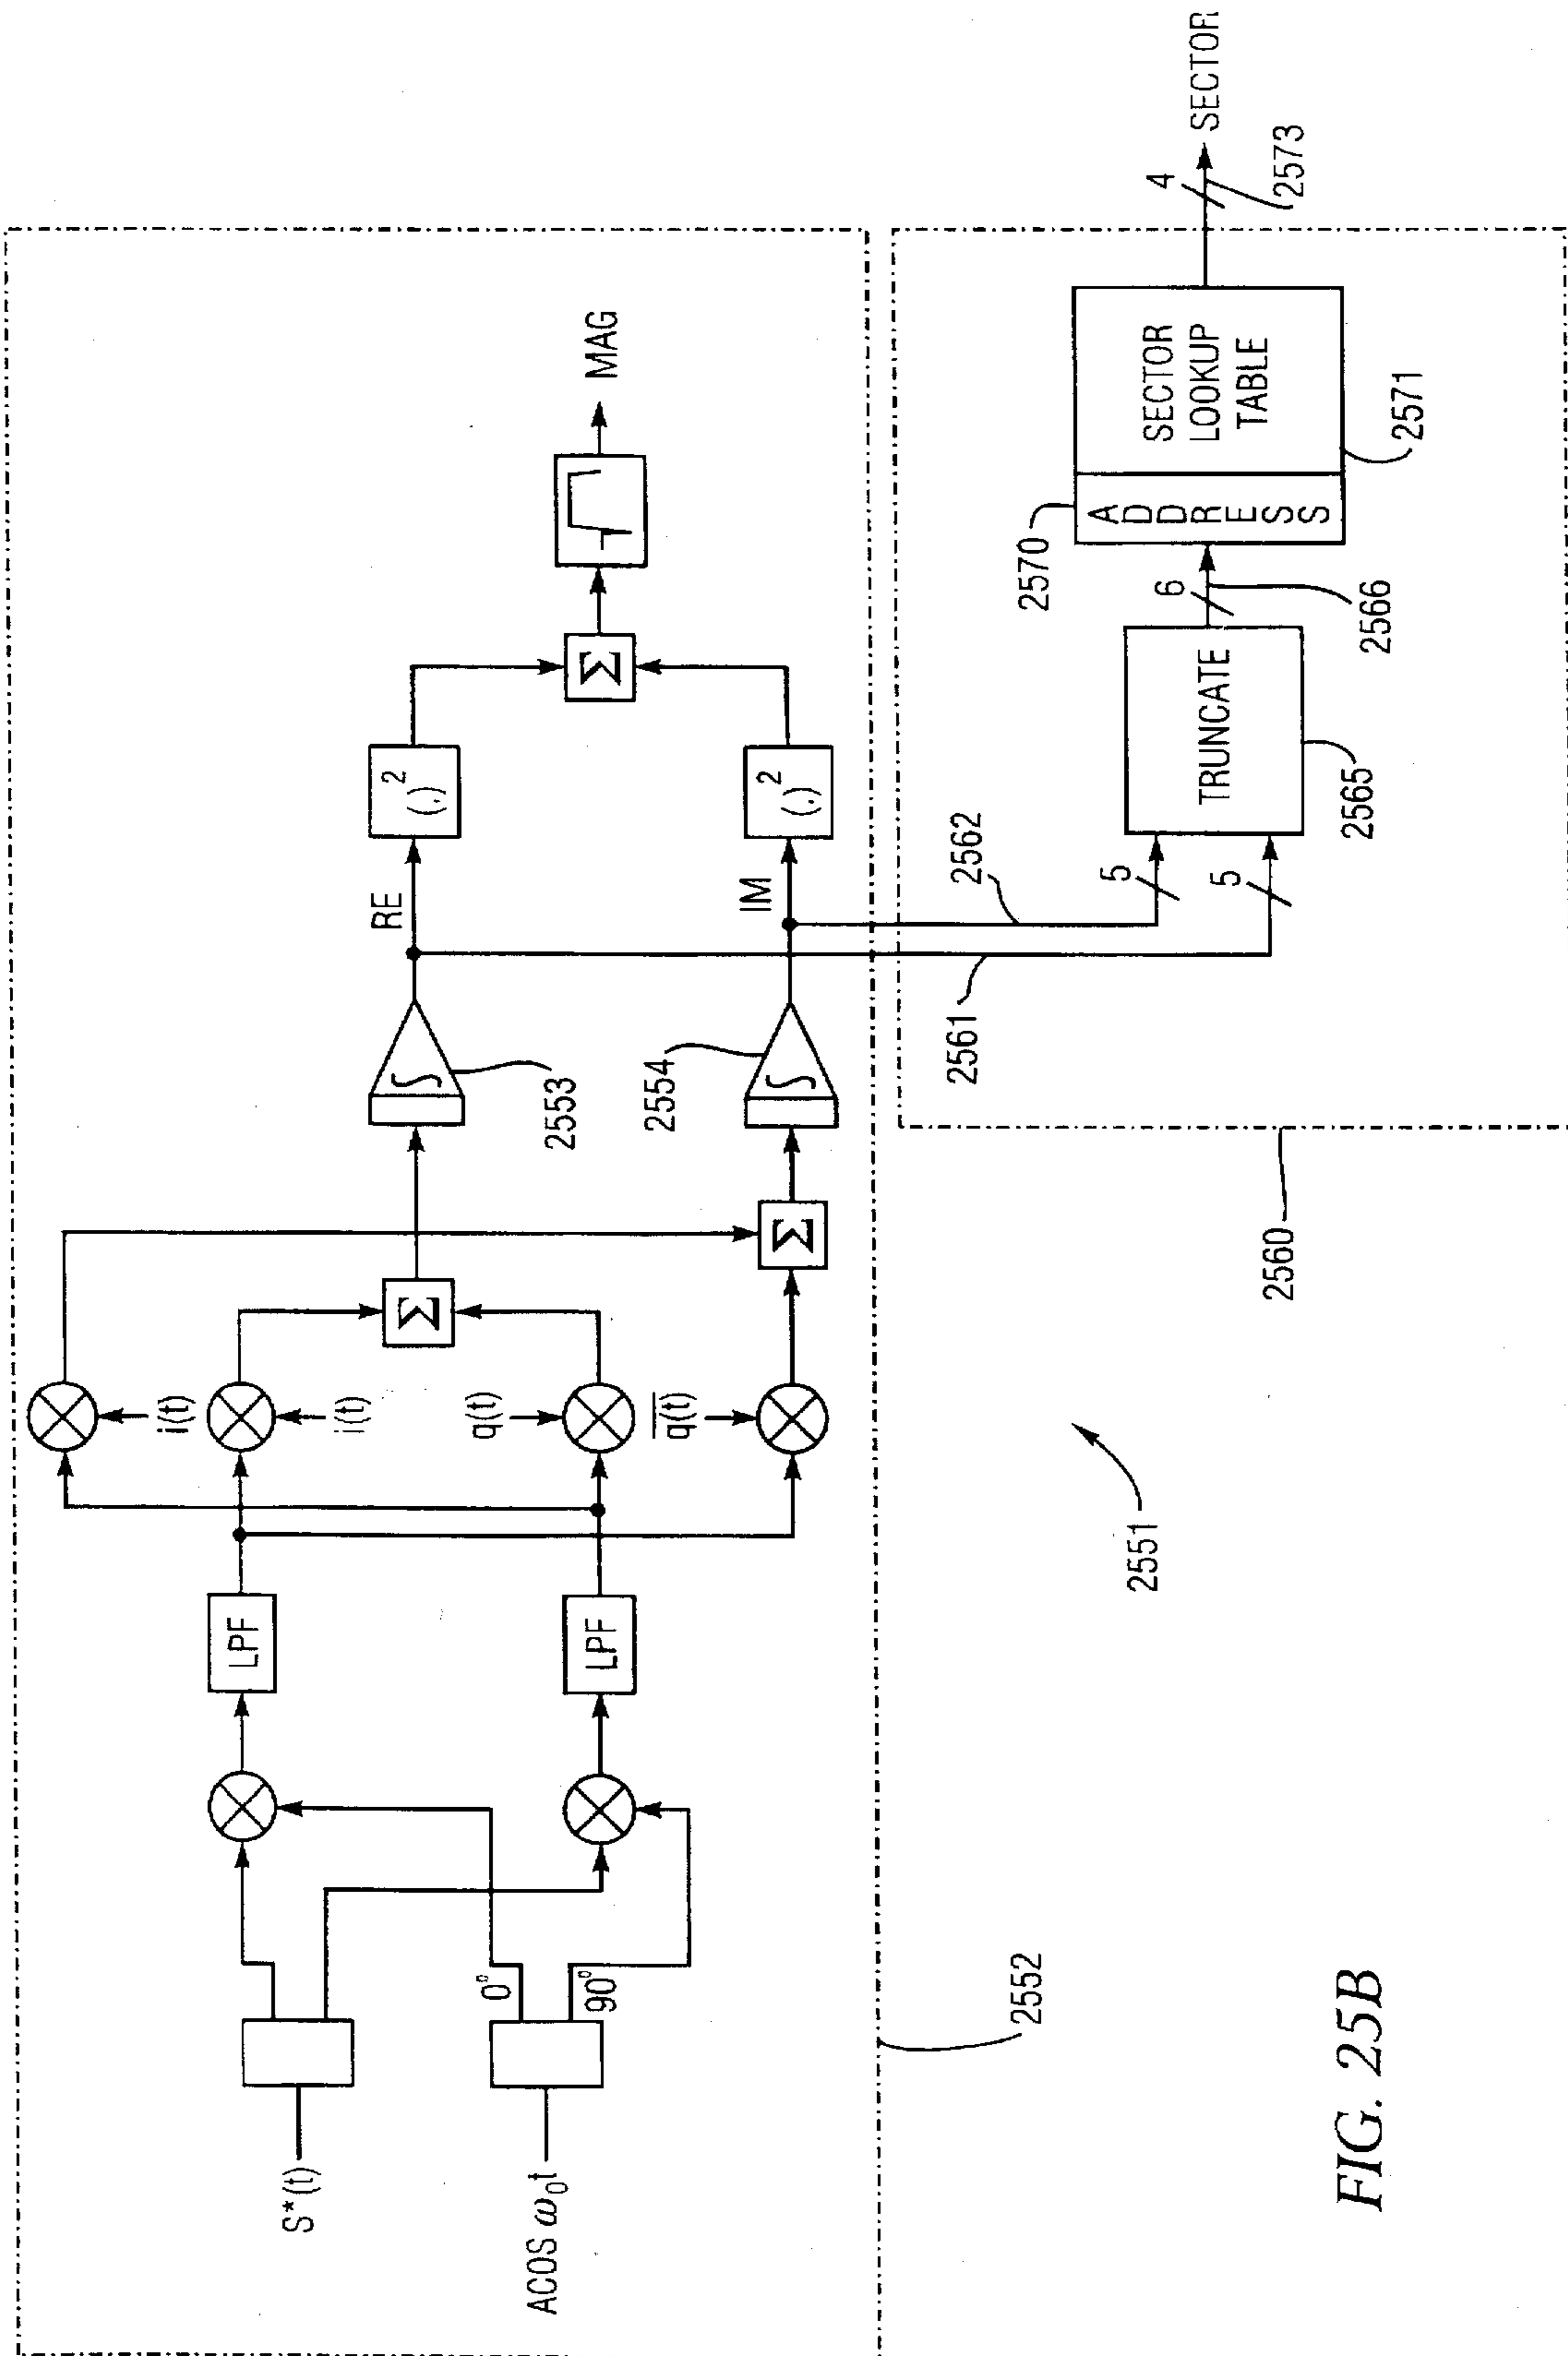 S*(t)
ACOS ω₀t
0°
90°
LPF
LPF
i(t)
i(t)
q(t)
q(t)
Σ
Σ
∫
2553
∫
2554
RE
IM
( . )²
( . )²
Σ
MAG
2552
2551
2560
2561
2562
5
5
TRUNCATE
2565
6
2566
2570
ADDRESS
SECTOR
LOOKUP
TABLE
2571
4
2573
SECTOR
FIG. 25B